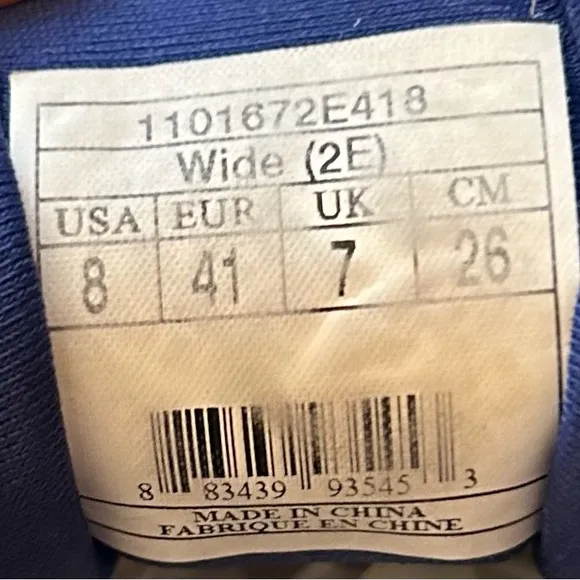 1101672E418
Wide (2E)
USA EUR UK CM
8 41 7 26
8 83439 93545 3
MADE IN CHINA
FABRIQUE EN CHINE